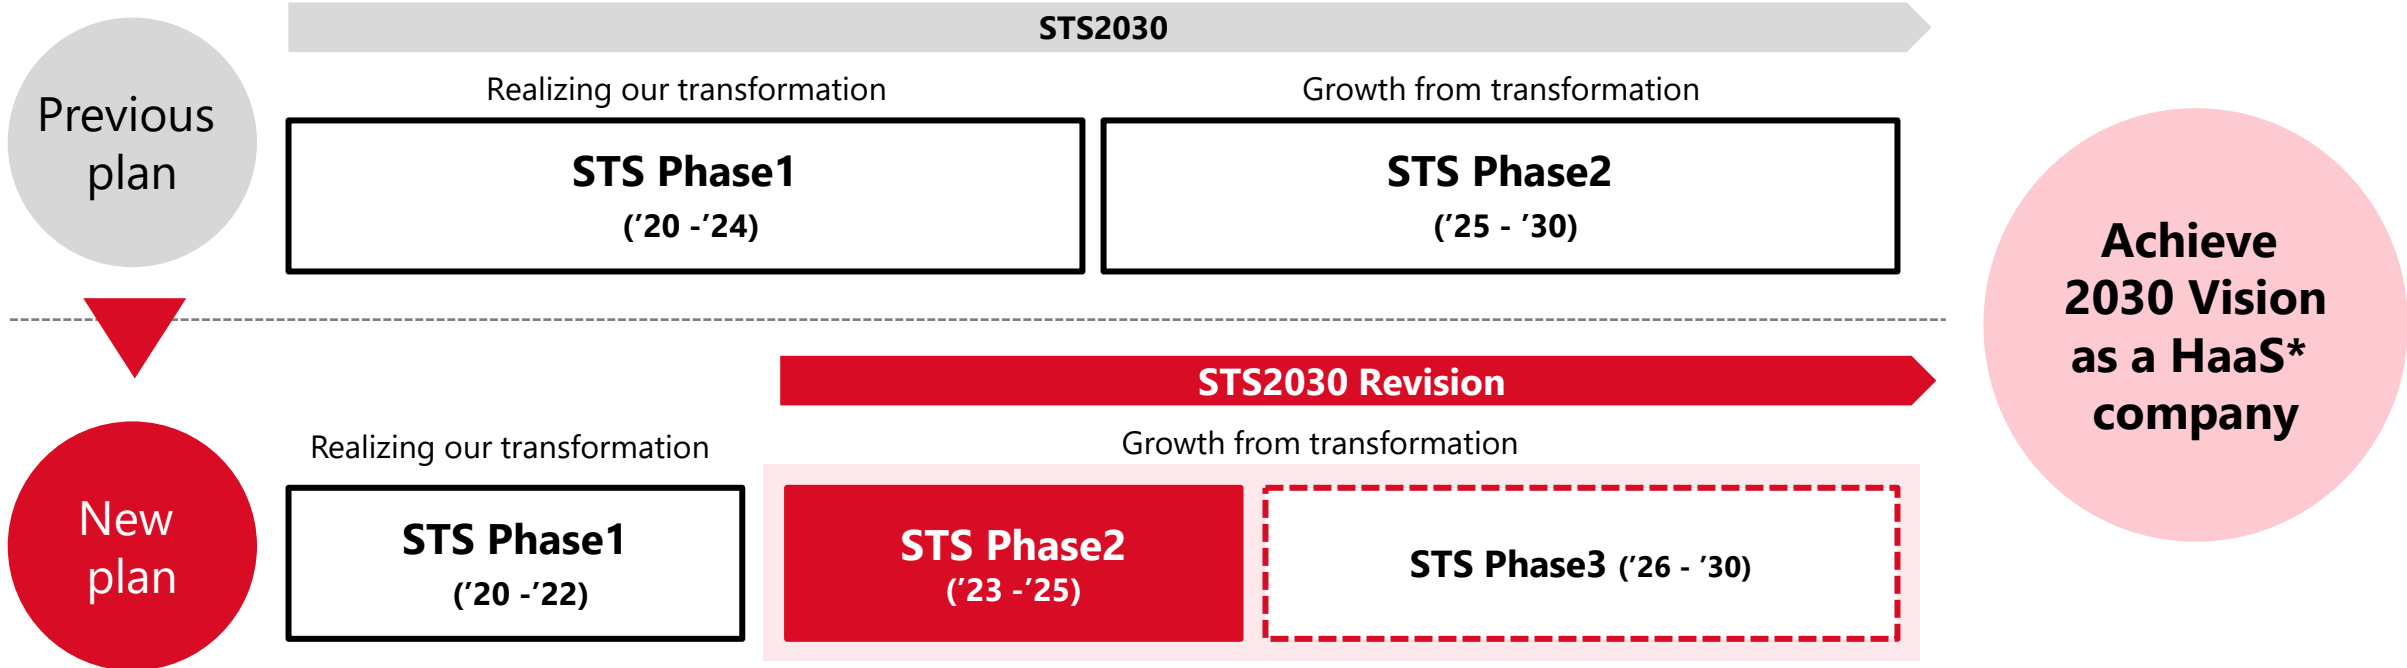 STS2030
Previous
plan
Realizing our transformation
Growth from transformation
STS Phase1
(’20 -’24)
STS Phase2
(’25 - ’30)
Achieve
2030 Vision
as a HaaS*
company
STS2030 Revision
New
plan
Realizing our transformation
Growth from transformation
STS Phase1
(’20 -’22)
STS Phase2
(’23 -’25)
STS Phase3 (’26 - ’30)